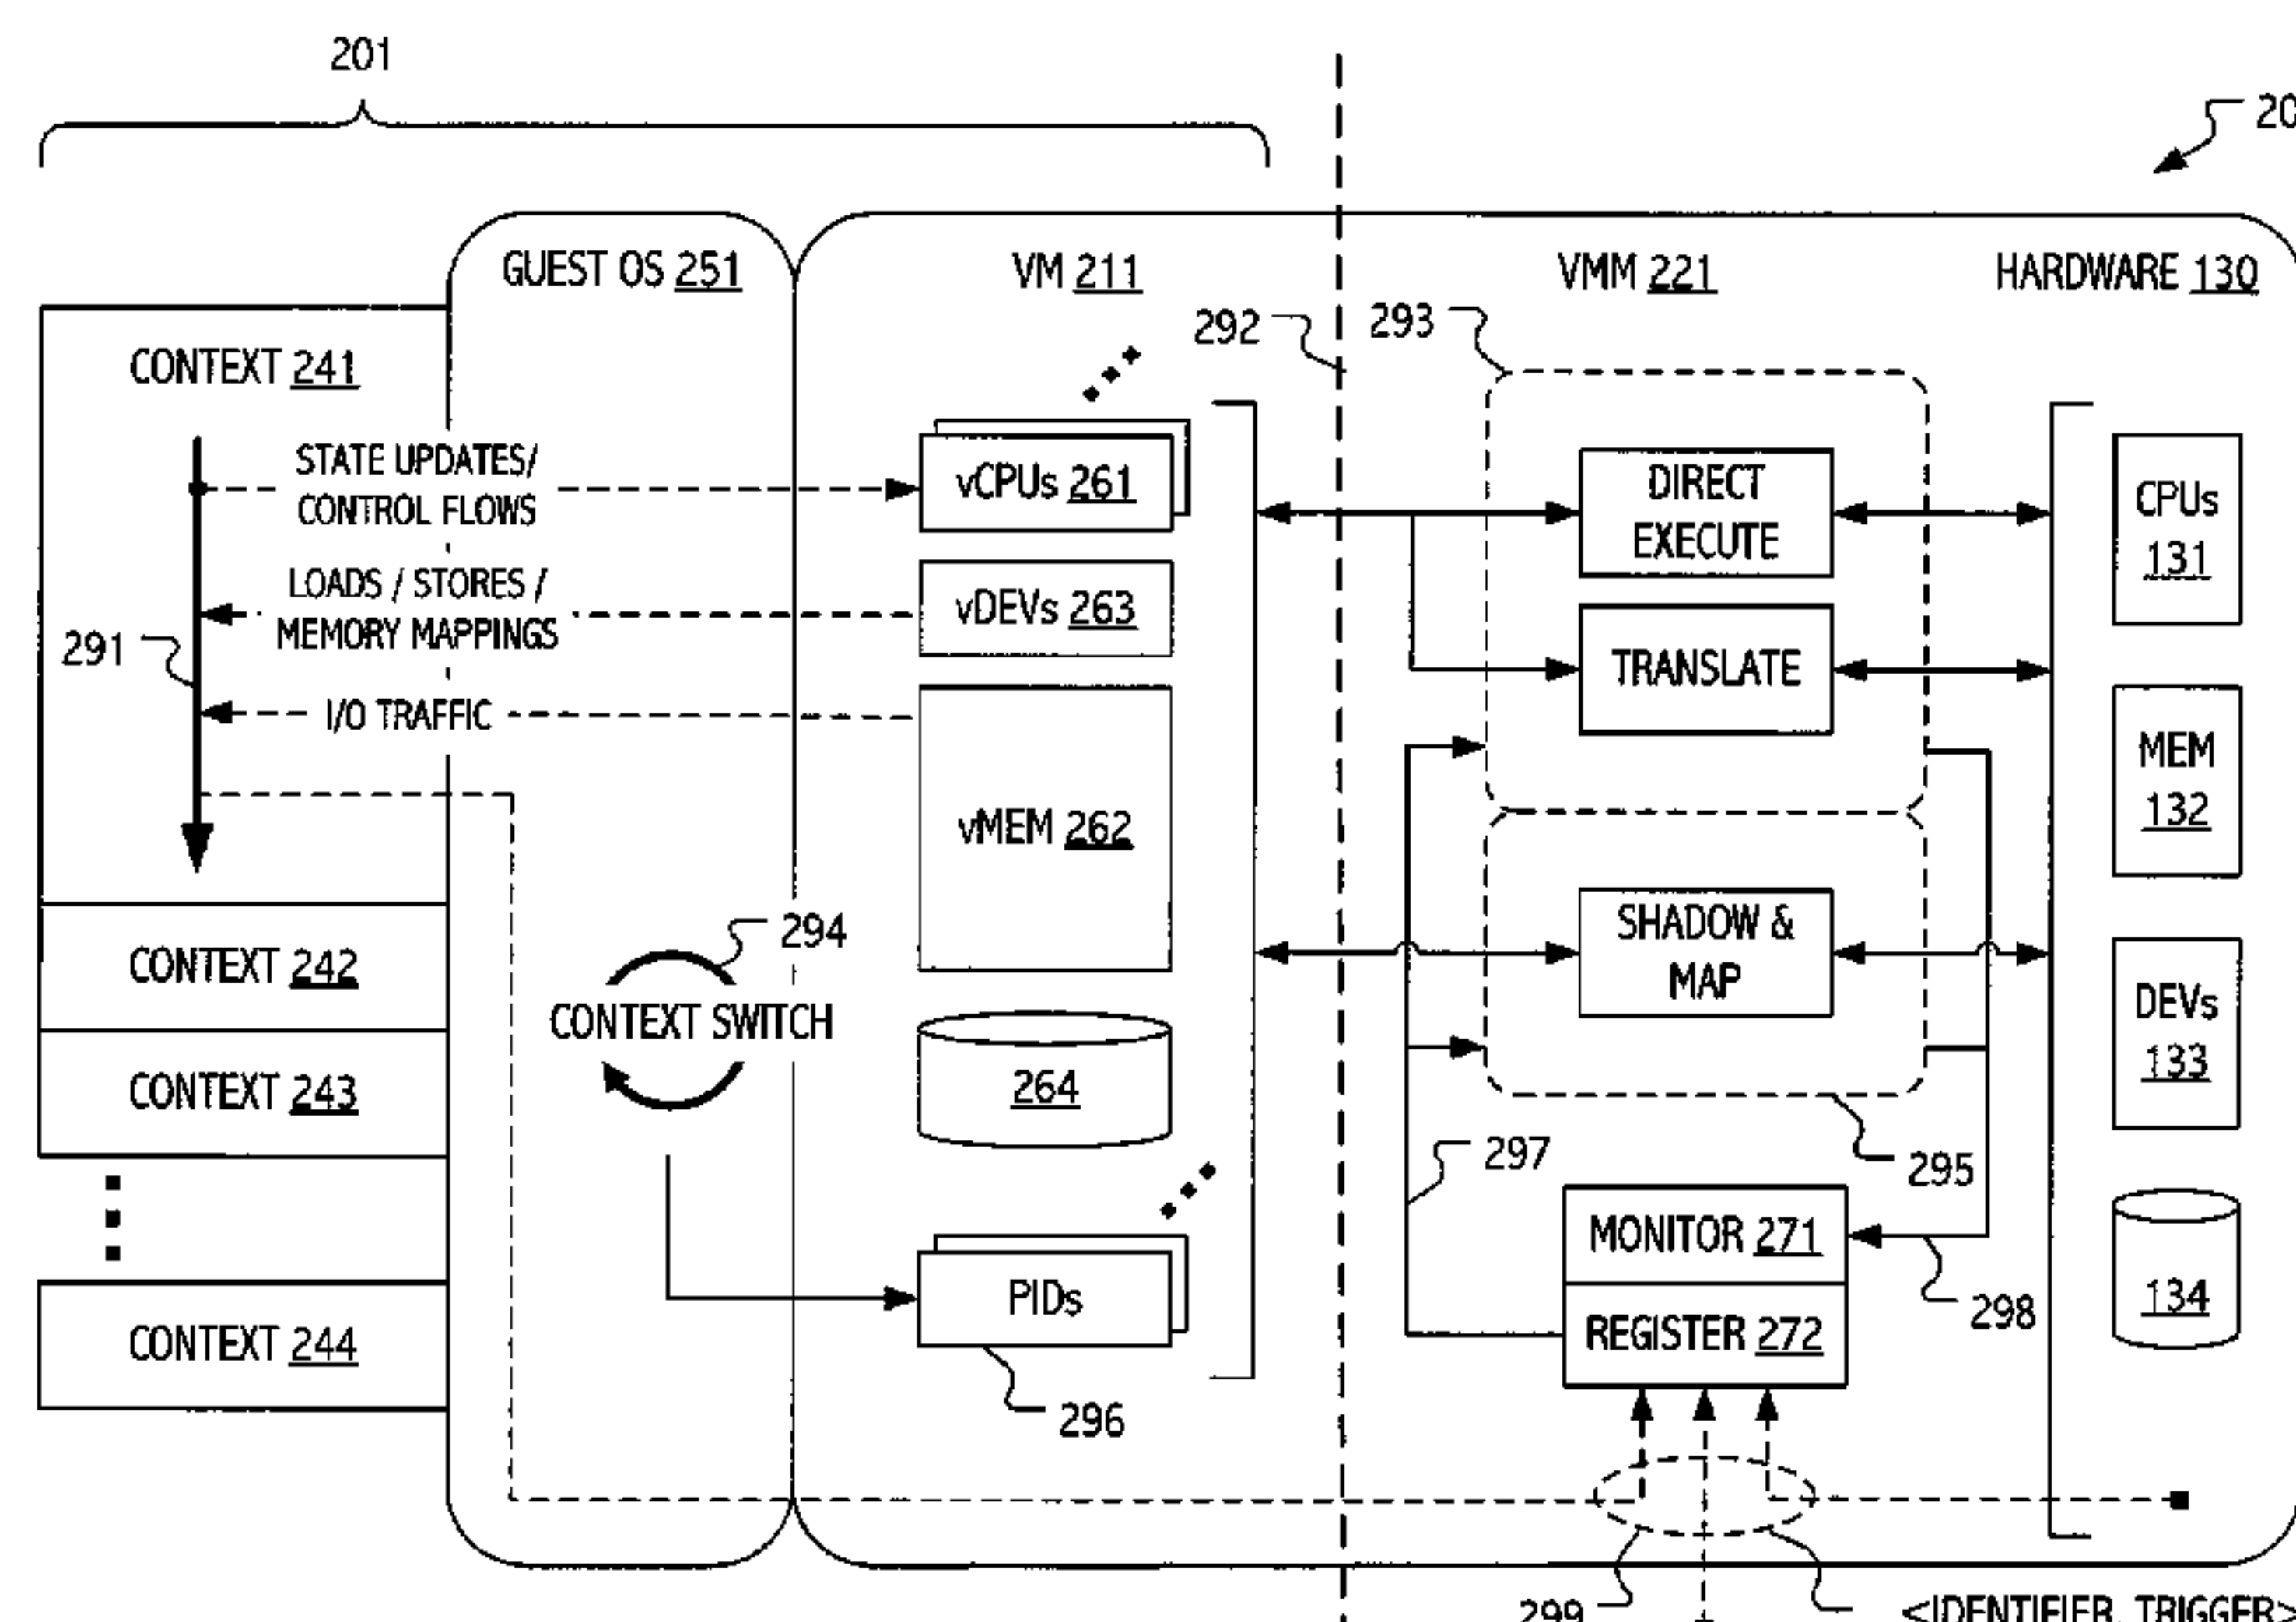 201
20
GUEST OS 251
VM 211
VMM 221
HARDWARE 130
292
293
CONTEXT 241
STATE UPDATES/
CONTROL FLOWS
LOADS / STORES /
MEMORY MAPPINGS
I/O TRAFFIC
291
vCPUs 261
vDEVs 263
vMEM 262
264
294
CONTEXT SWITCH
PIDs
296
CONTEXT 242
CONTEXT 243
CONTEXT 244
DIRECT
EXECUTE
TRANSLATE
SHADOW &
MAP
295
297
MONITOR 271
REGISTER 272
298
CPUs
131
MEM
132
DEVs
133
134
299
<IDENTIFIER, TRIGGER>